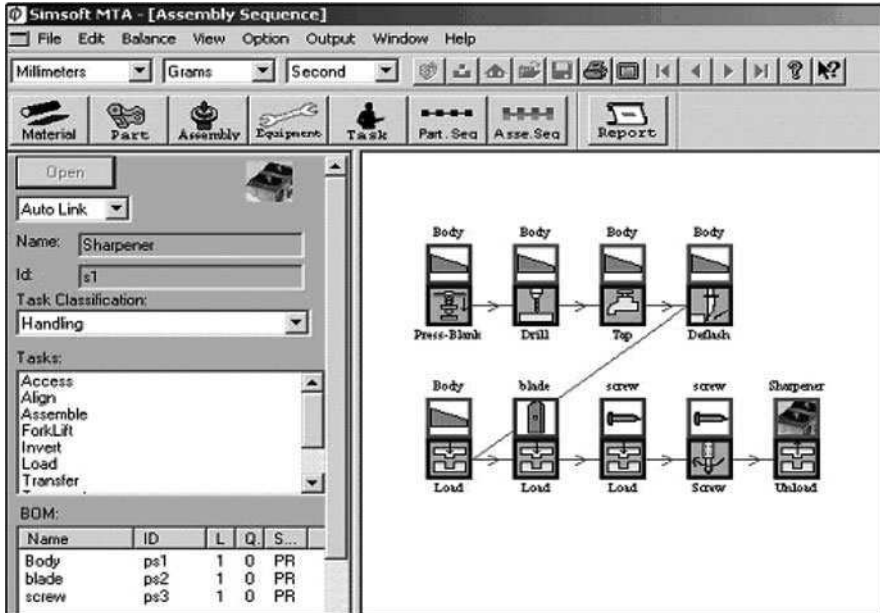 Simsoft MTA - [Assembly Sequence]
File Edit Balance View Option Output Window Help
Millimeters Grams Second
Material Part Assembly Equipment Task Part. Seq Asse. Seq Report
Open
Auto Link
Name: Sharpener
Id: s1
Task Classification:
Handling
Tasks:
Access
Align
Assemble
ForkLift
Invert
Load
Transfer
BOM:
Name ID L Q. S...
Body ps1 1 0 PR
blade ps2 1 0 PR
screw ps3 1 0 PR
Body Body Body Body
Press-Blank Drill Tap Deflash
Body blade screw screw Sharpener
Load Load Load Screw Unload